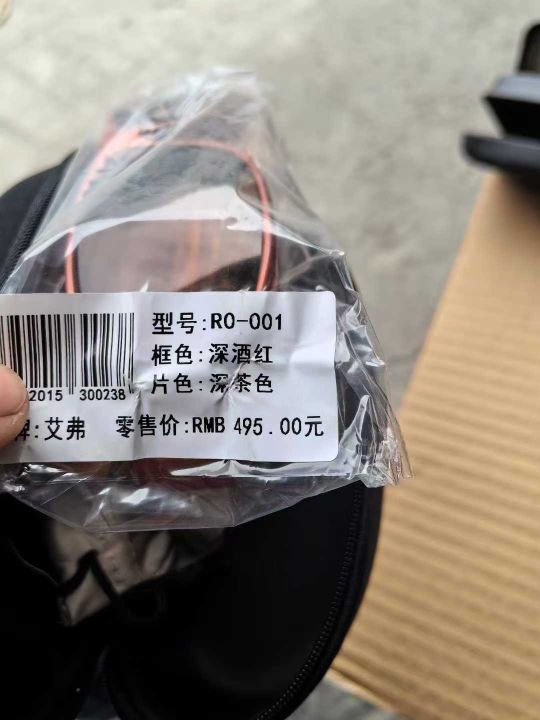 型号:RO-001
框色:深酒红
片色:深茶色
2015 300238
牌:艾弗 零售价:RMB 495.00元